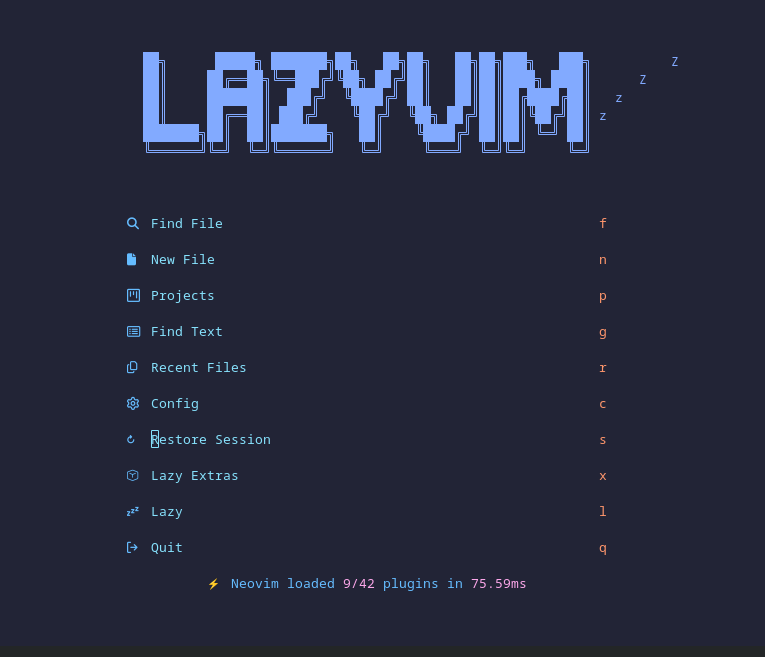 LAZYVIM Z
Z
z
z
Find File f
New File n
Projects p
Find Text g
Recent Files r
Config c
Restore Session s
Lazy Extras x
Lazy l
Quit q
⚡ Neovim loaded 9/42 plugins in 75.59ms